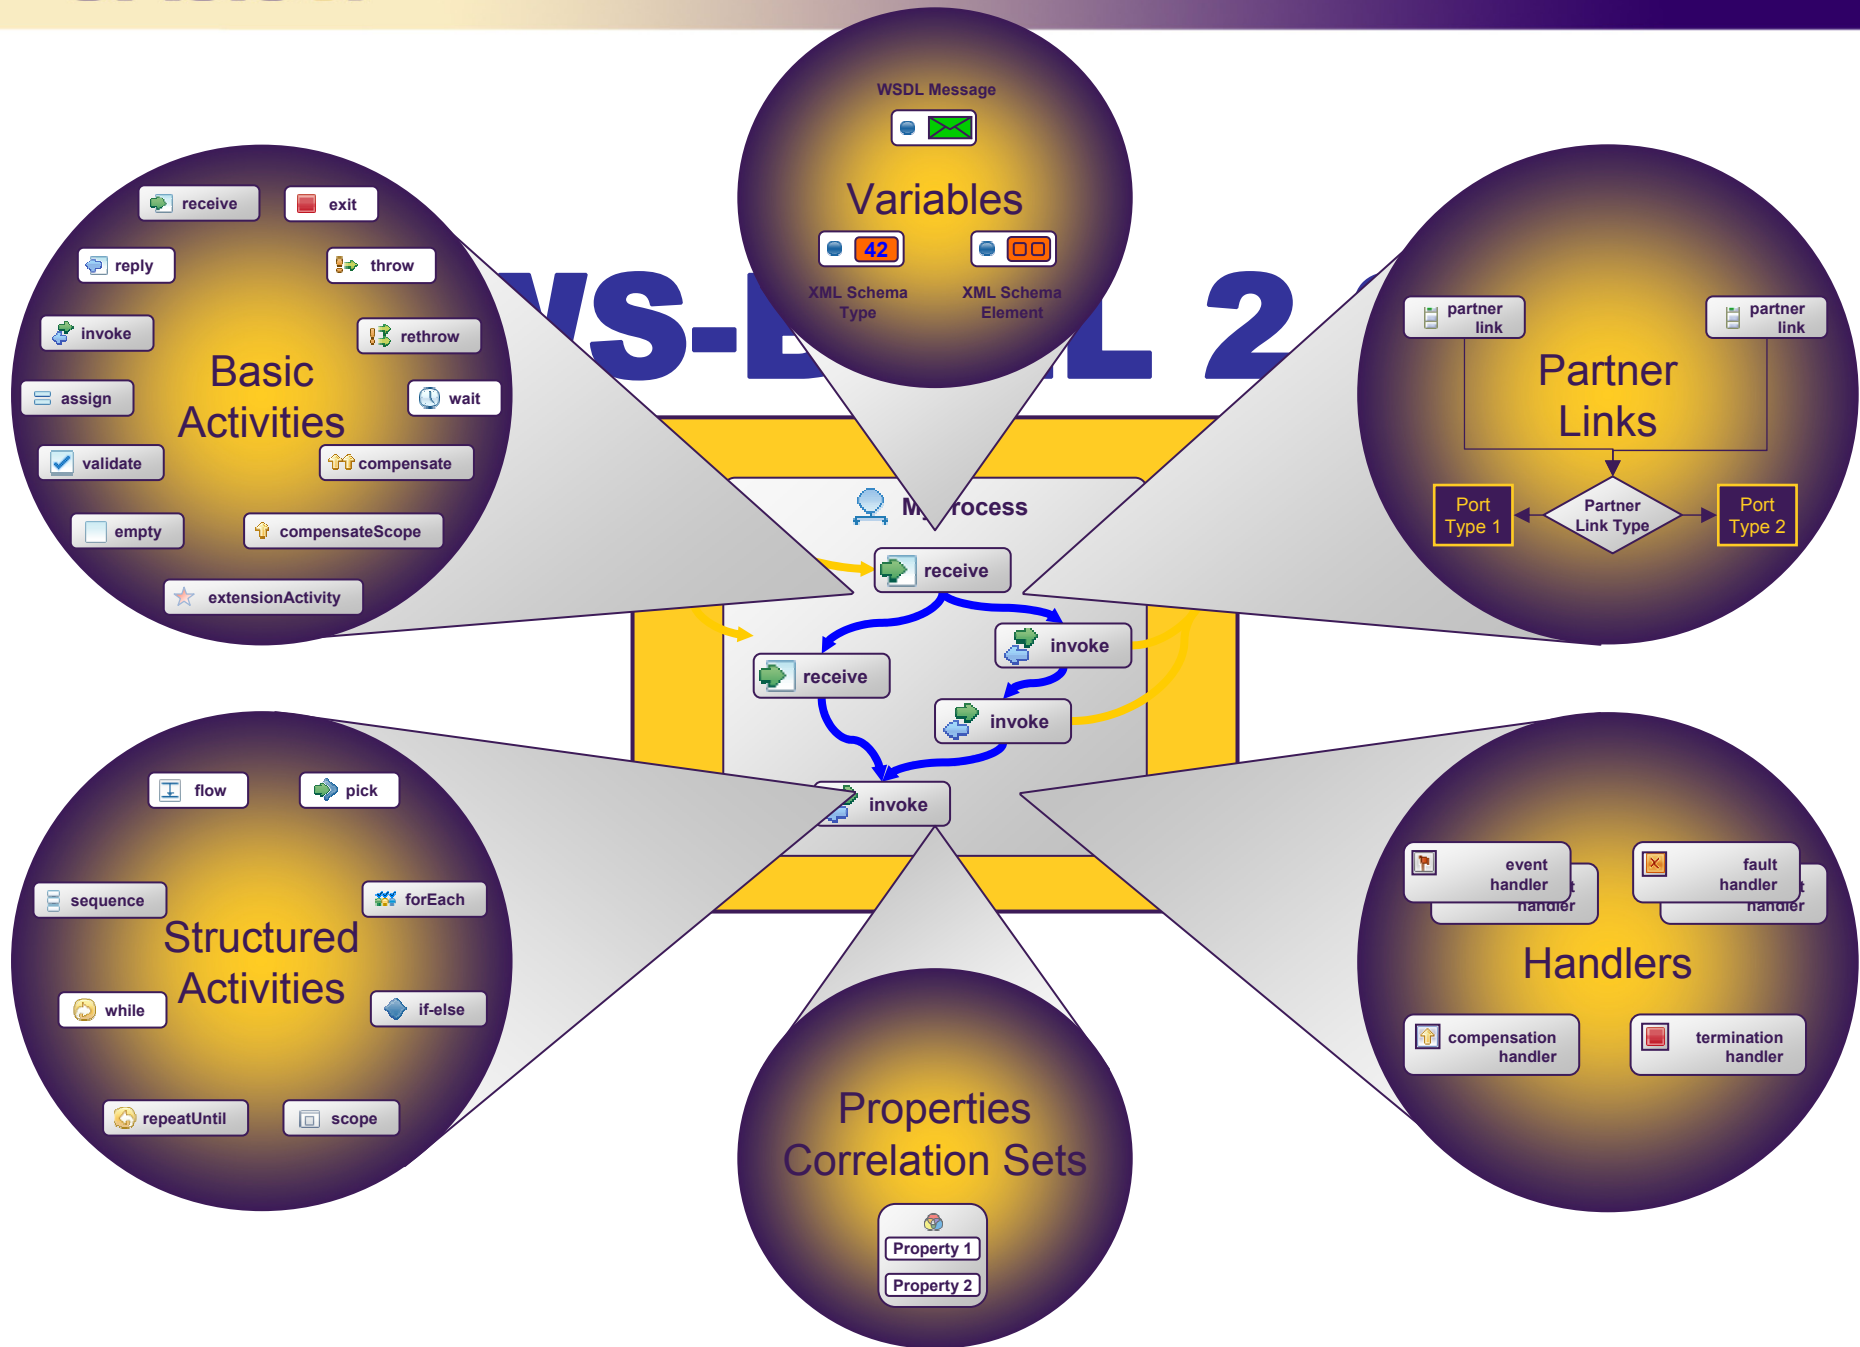 WSDL Message
Variables
42
XML Schema
Type
XML Schema
Element
receive
exit
reply
throw
invoke
rethrow
Basic
Activities
assign
wait
validate
compensate
empty
compensateScope
extensionActivity
partner
link
partner
link
Partner
Links
Port
Type 1
Partner
Link Type
Port
Type 2
receive
invoke
receive
invoke
invoke
flow
pick
sequence
forEach
Structured
Activities
while
if-else
repeatUntil
scope
event
handler
handler
fault
handler
handler
Handlers
compensation
handler
termination
handler
Properties
Correlation Sets
Property 1
Property 2